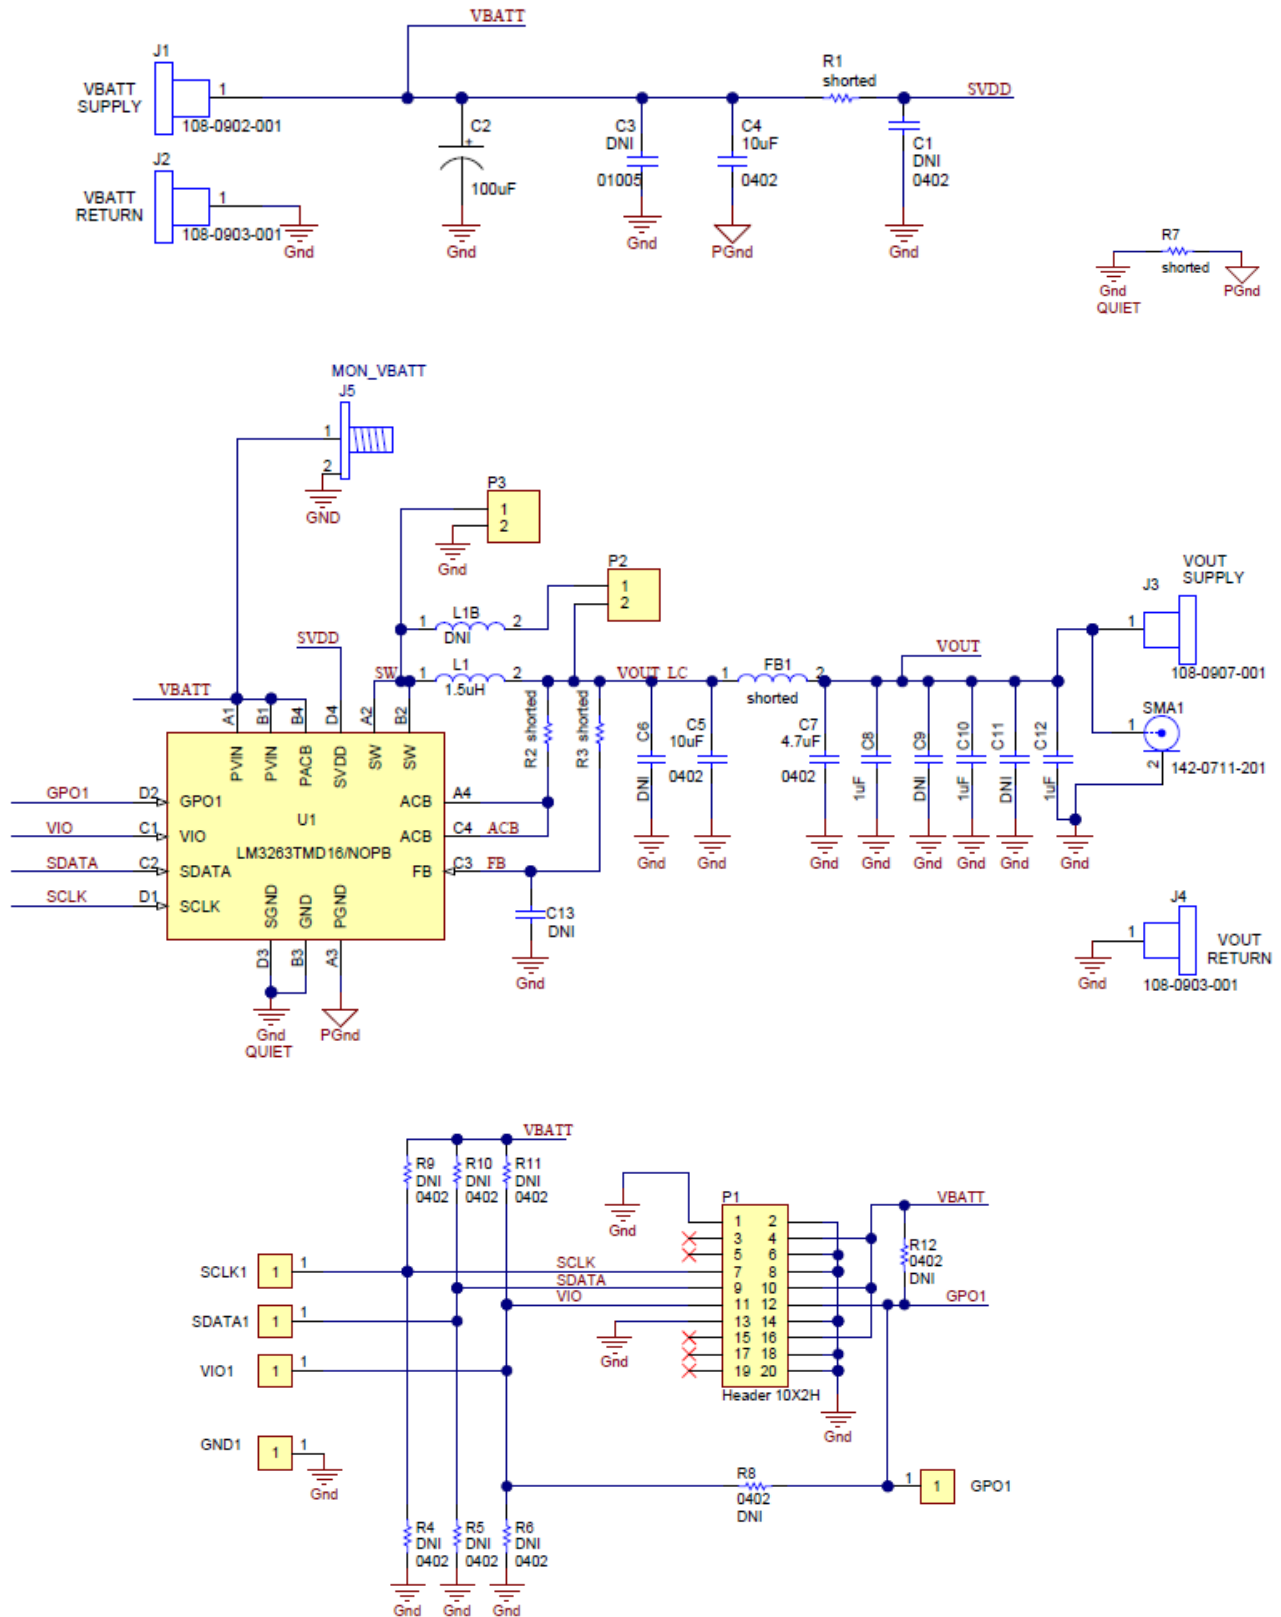 VBATT
J1
VBATT
SUPPLY
1
108-0902-001
R1
shorted
SVDD
C2
+
100uF
C3
DNI
01005
C4
10uF
0402
C1
DNI
0402
J2
VBATT
RETURN
1
108-0903-001
Gnd
Gnd
Gnd
PGnd
Gnd
R7
shorted
Gnd
QUIET
PGnd
MON_VBATT
J5
1
2
GND
P3
1
2
Gnd
P2
1
2
1 L1B 2
DNI
SVDD
SW
1 L1 2
1.5uH
VBATT
VOUT_LC
FB1
2
1
shorted
VOUT
VOUT
SUPPLY
J3
1
108-0907-001
SMA1
1
2
142-0711-201
A1
B1
B4
D4
A2
B2
PVIN
PVIN
PACB
SVDD
SW
SW
R2 shorted
R3 shorted
C6
DNI
C5
10uF
0402
C7
4.7uF
0402
C8
1uF
C9
DNI
C10
1uF
C11
DNI
C12
1uF
GPO1 D2 GPO1
VIO C1 VIO
SDATA C2 SDATA
SCLK D1 SCLK
U1
LM3263TMD16/NOPB
ACB A4
ACB C4 ACB
FB C3 FB
Gnd
Gnd
Gnd
Gnd
Gnd
Gnd
Gnd
Gnd
SGND
GND
PGND
D3
B3
A3
C13
DNI
Gnd
Gnd
QUIET
PGnd
J4
1
VOUT
RETURN
Gnd
108-0903-001
VBATT
R9
DNI
0402
R10
DNI
0402
R11
DNI
0402
Gnd
P1
VBATT
R12
0402
DNI
1 2
3 4
5 6
7 8
9 10
11 12
13 14
15 16
17 18
19 20
Header 10X2H
SCLK
SDATA
VIO
GPO1
Gnd
Gnd
SCLK1 1 1
SDATA1 1 1
VIO1 1 1
GND1 1 1
Gnd
R8
0402
DNI
1 1 GPO1
R4
DNI
0402
R5
DNI
0402
R6
DNI
0402
Gnd
Gnd
Gnd